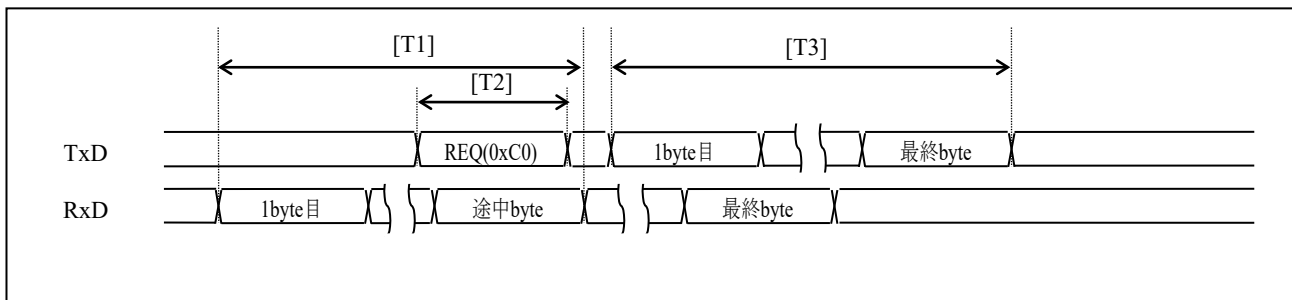 [T1]
[T3]
[T2]
TxD
REQ(0xC0)
1byte目
最終byte
RxD
1byte目
途中byte
最終byte